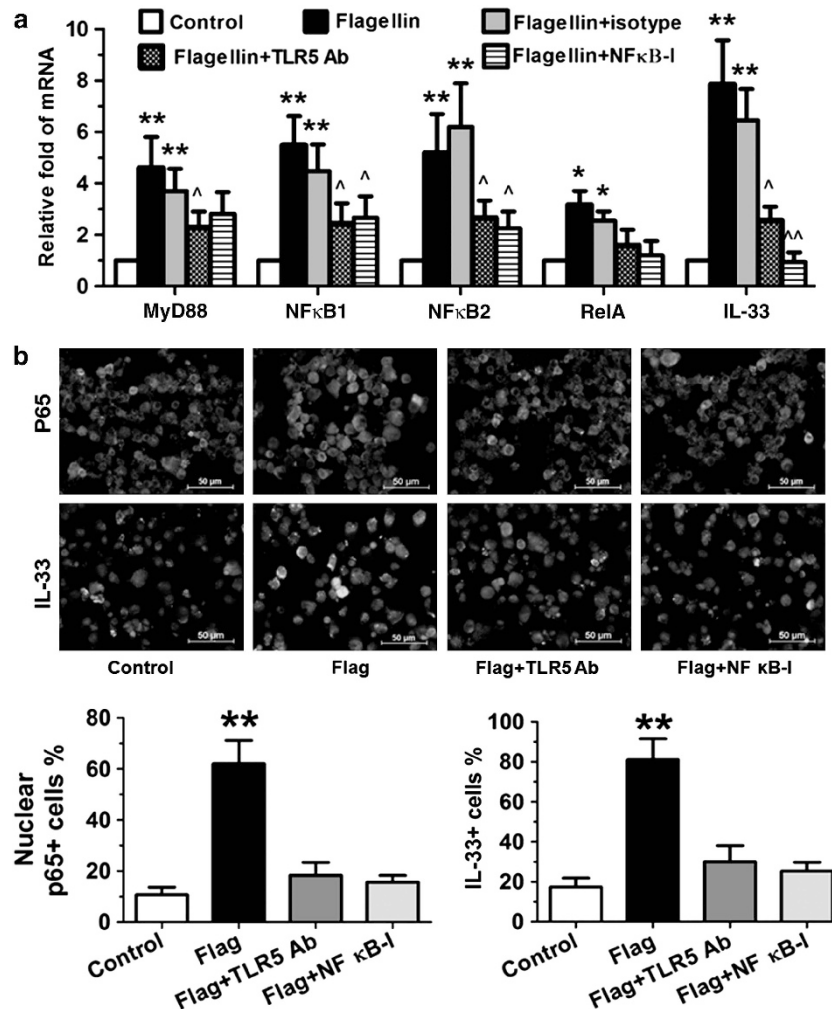 a
Control
Flagellin
Flagellin+isotype
Flagellin+TLR5 Ab
Flagellin+NFκB-I
Relative fold of mRNA
10
8
6
4
2
0
** ** ^
** ** ^ ^
** ** ^ ^
* *
** ** ^ ^^
MyD88 NFκB1 NFκB2 RelA IL-33
b
P65
50 µm 50 µm 50 µm 50 µm
IL-33
50 µm 50 µm 50 µm 50 µm
Control Flag Flag+TLR5 Ab Flag+NF κB-I
Nuclear
p65+ cells %
80
60
40
20
0
**
Control Flag Flag+TLR5 Ab Flag+NF κB-I
IL-33+ cells %
100
80
60
40
20
0
**
Control Flag Flag+TLR5 Ab Flag+NF κB-I